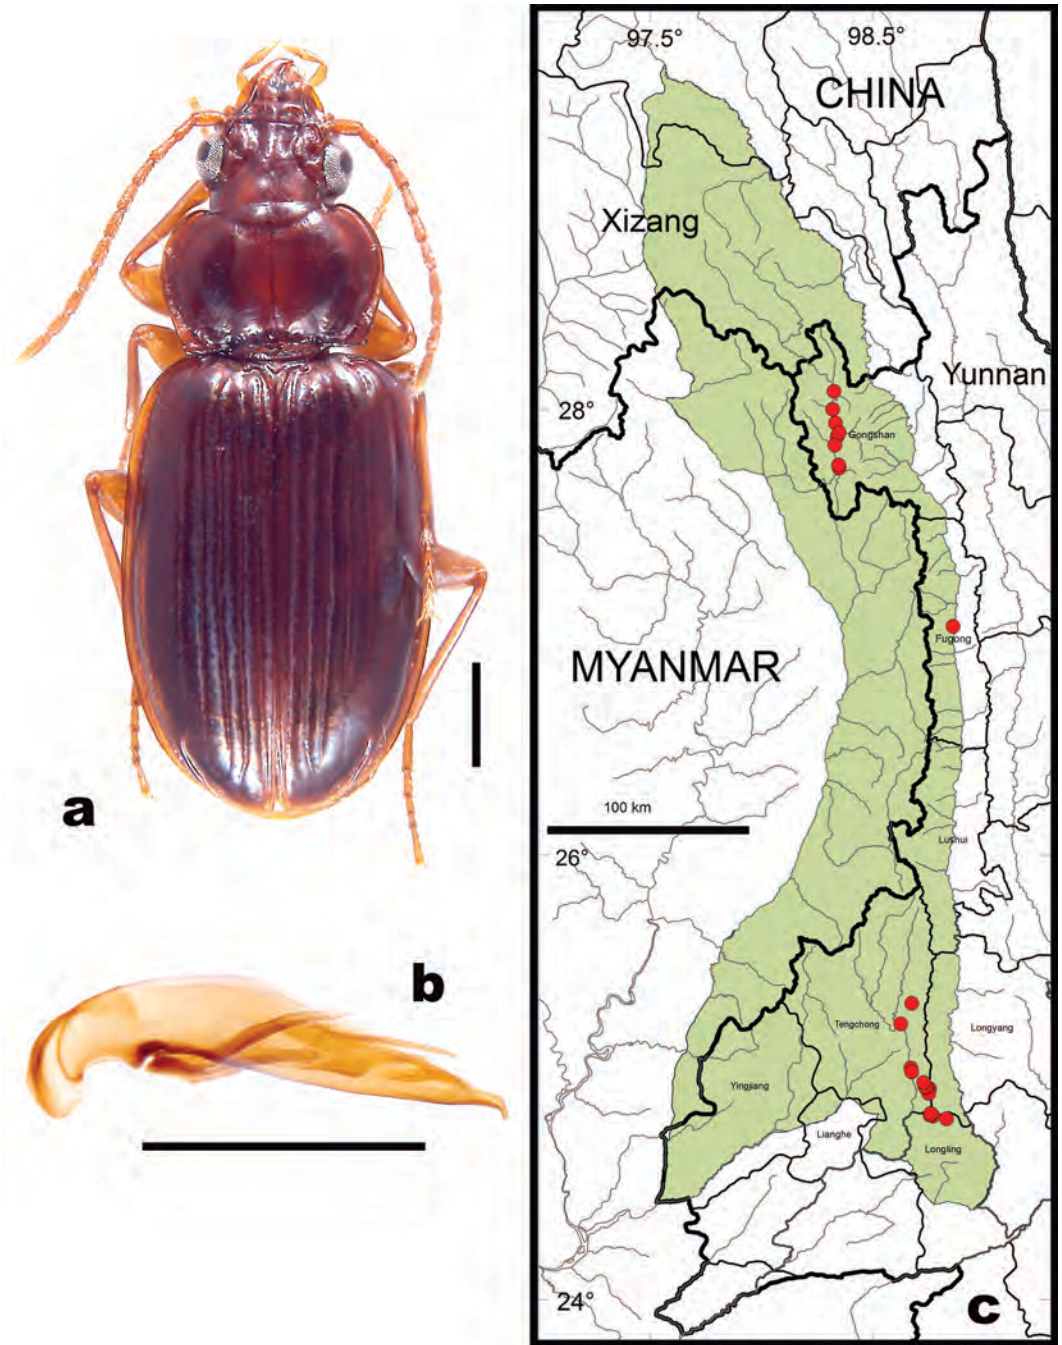 a
b
97.5°
98.5°
CHINA
Xizang
Yunnan
28°
Gongshan
Fugong
MYANMAR
100 km
Lushui
26°
Tengchong
Longyang
Yingjiang
Lianghe
Longling
24°
c